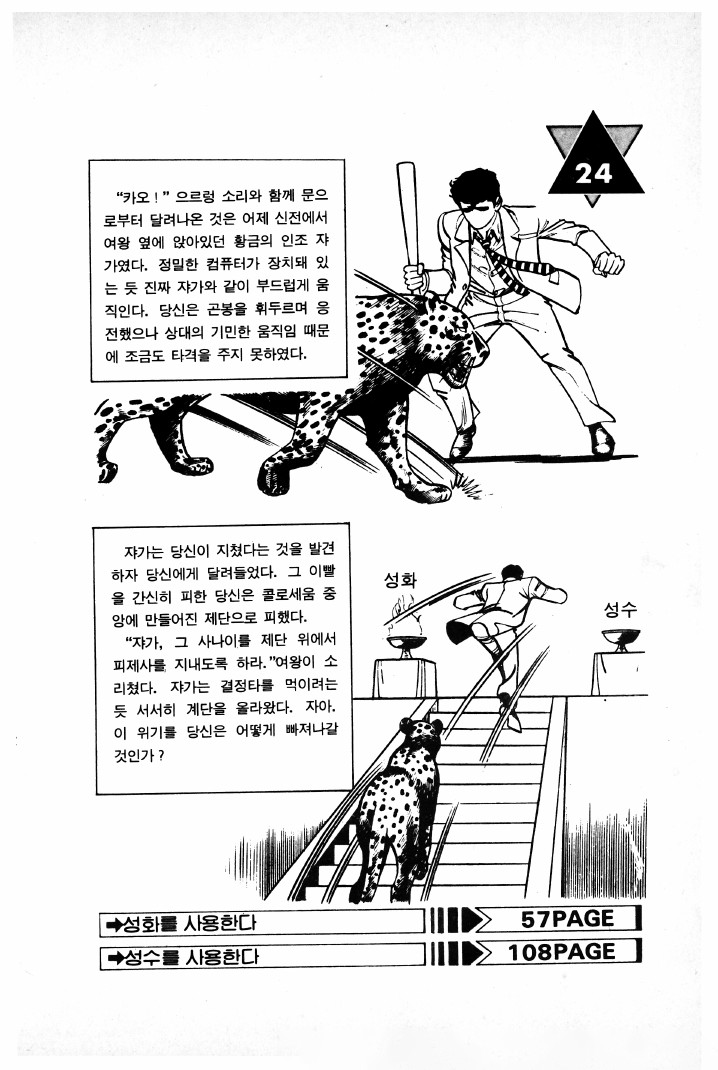 24
“카오!” 으르렁 소리와 함께 문으
로부터 달려나온 것은 어제 신전에서
여왕 옆에 앉아있던 황금의 인조 쟈
가였다. 정밀한 컴퓨터가 장치돼 있
는 듯 진짜 쟈가와 같이 부드럽게 움
직인다. 당신은 곤봉을 휘두르며 응
전했으나 상대의 기민한 움직임 때문
에 조금도 타격을 주지 못하였다.
쟈가는 당신이 지쳤다는 것을 발견
하자 당신에게 달려들었다. 그 이빨
을 간신히 피한 당신은 콜로세움 중
앙에 만들어진 제단으로 피했다.
“쟈가, 그 사나이를 제단 위에서
피제사를 지내도록 하라.”여왕이 소
리쳤다. 쟈가는 결정타를 먹이려는
듯 서서히 계단을 올라왔다. 자아.
이 위기를 당신은 어떻게 빠져나갈
것인가?
성화
성수
➡성화를 사용한다 57PAGE
➡성수를 사용한다 108PAGE